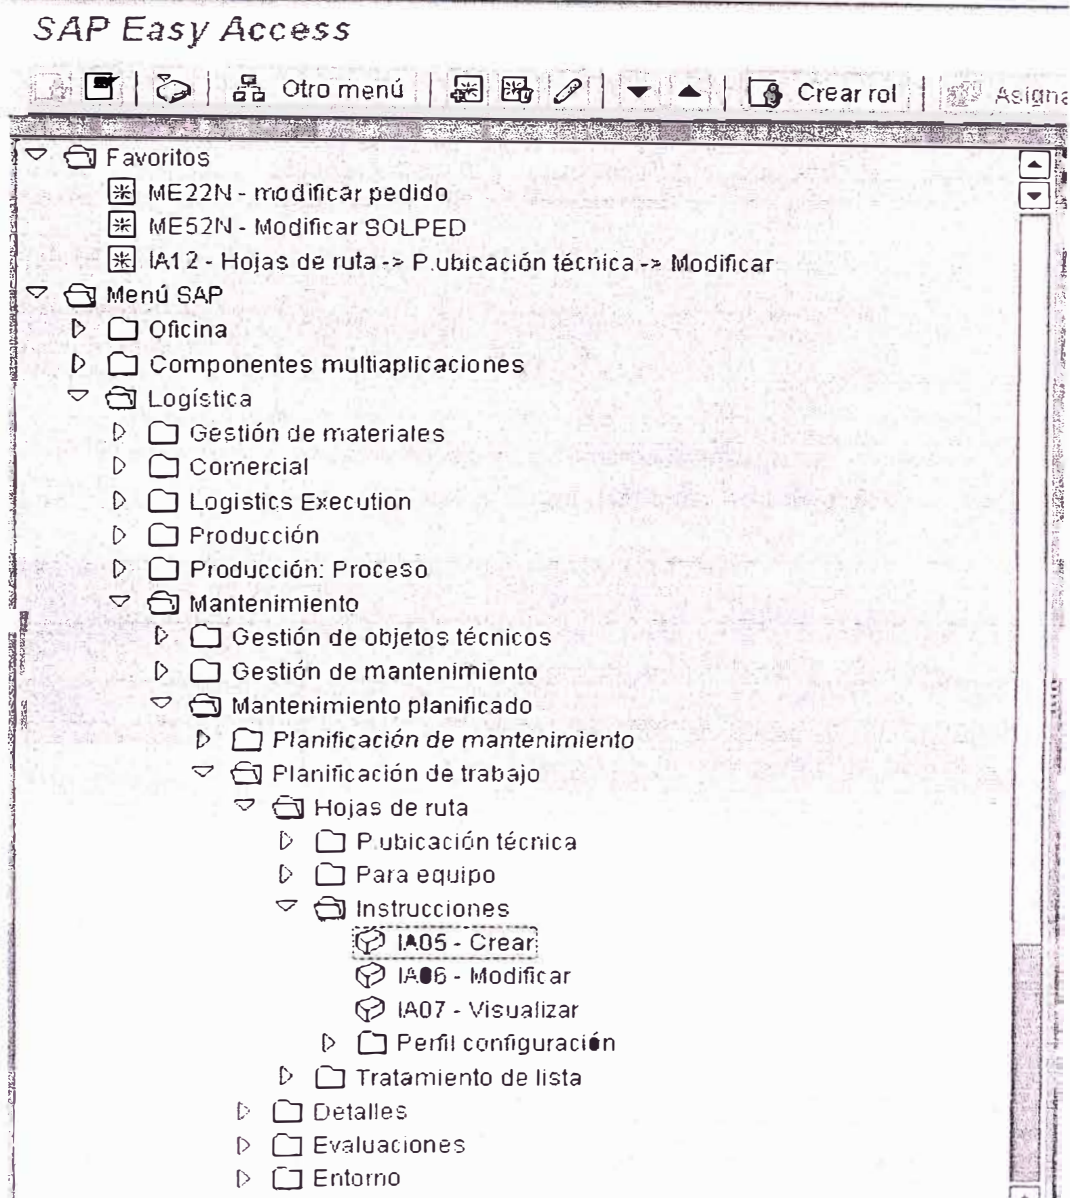 SAP Easy Access
Otro menú Crear rol Asigna
Favoritos
ME22N - modificar pedido
ME52N - Modificar SOLPED
IA12 - Hojas de ruta -> P.ubicación técnica -> Modificar
Menú SAP
Oficina
Componentes multiaplicaciones
Logística
Gestión de materiales
Comercial
Logistics Execution
Producción
Producción: Proceso
Mantenimiento
Gestión de objetos técnicos
Gestión de mantenimiento
Mantenimiento planificado
Planificación de mantenimiento
Planificación de trabajo
Hojas de ruta
P.ubicación técnica
Para equipo
Instrucciones
IA05 - Crear
IA06 - Modificar
IA07 - Visualizar
Perfil configuración
Tratamiento de lista
Detalles
Evaluaciones
Entorno